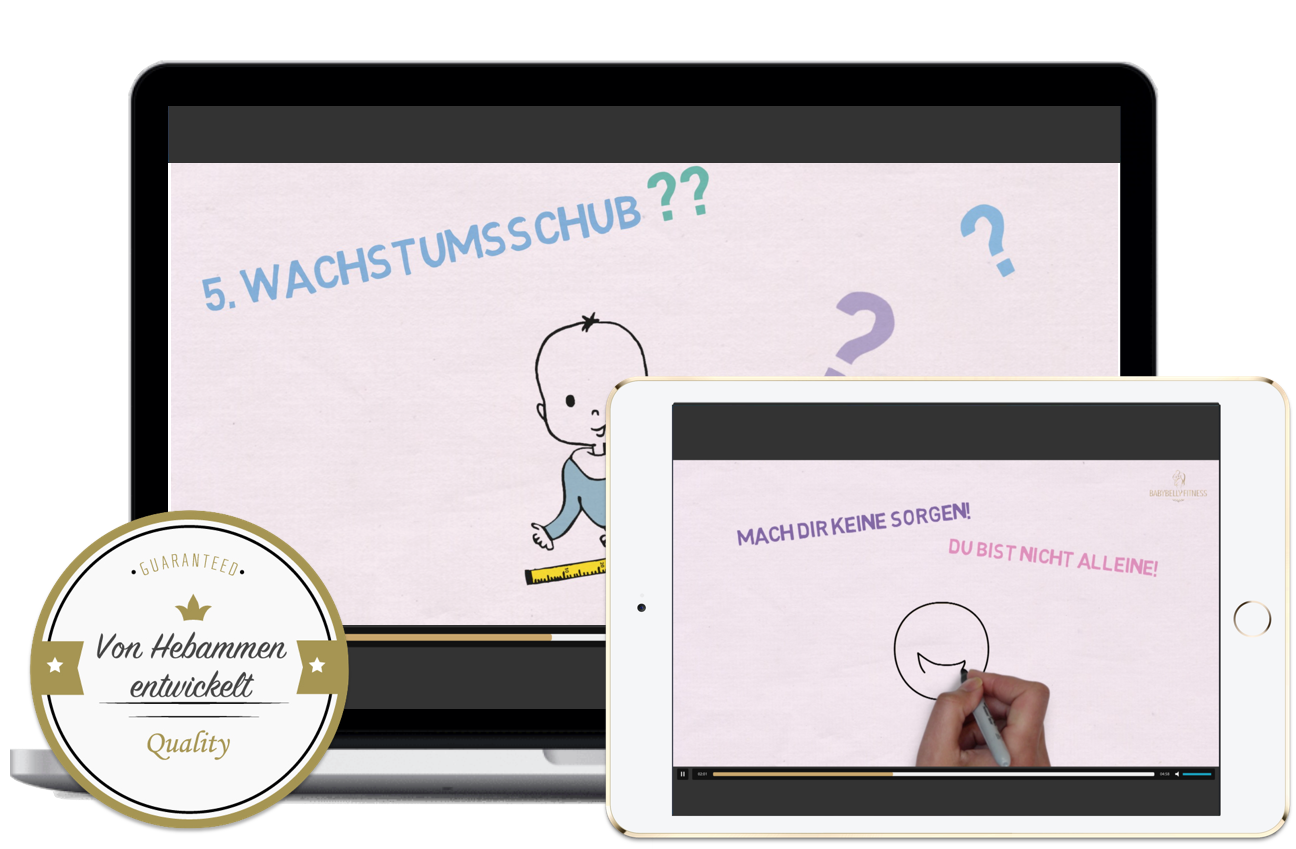 5. WACHSTUMSSCHUB ??
?
?
BABYBELLYFITNESS
MACH DIR KEINE SORGEN!
DU BIST NICHT ALLEINE!
GUARANTEED
Von Hebammen
entwickelt
Quality